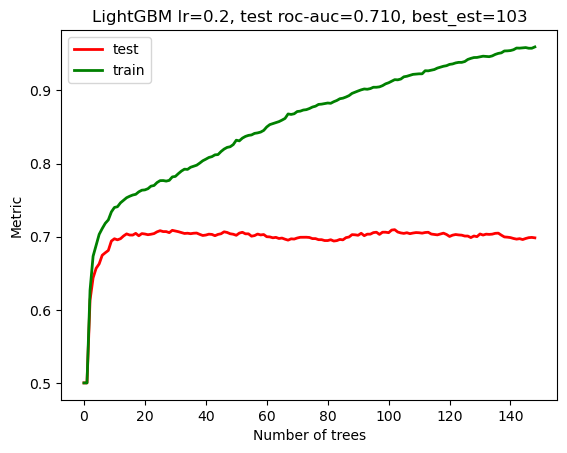 LightGBM lr=0.2, test roc-auc=0.710, best_est=103
test
train
0.9
0.8
0.7
0.6
0.5
Metric
0 20 40 60 80 100 120 140
Number of trees